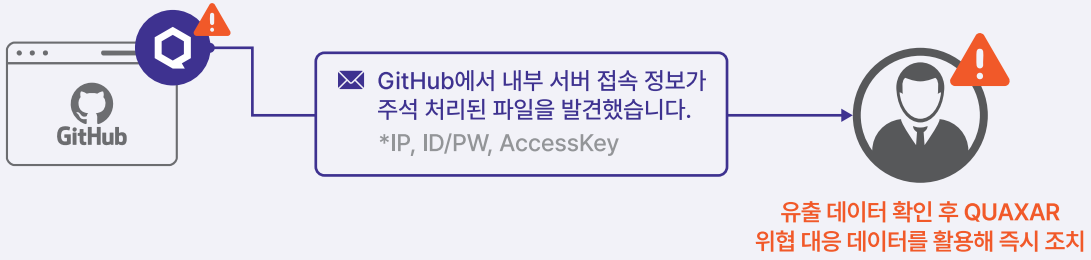 GitHub
GitHub에서 내부 서버 접속 정보가
주석 처리된 파일을 발견했습니다.
*IP, ID/PW, AccessKey
유출 데이터 확인 후 QUAXAR
위협 대응 데이터를 활용해 즉시 조치